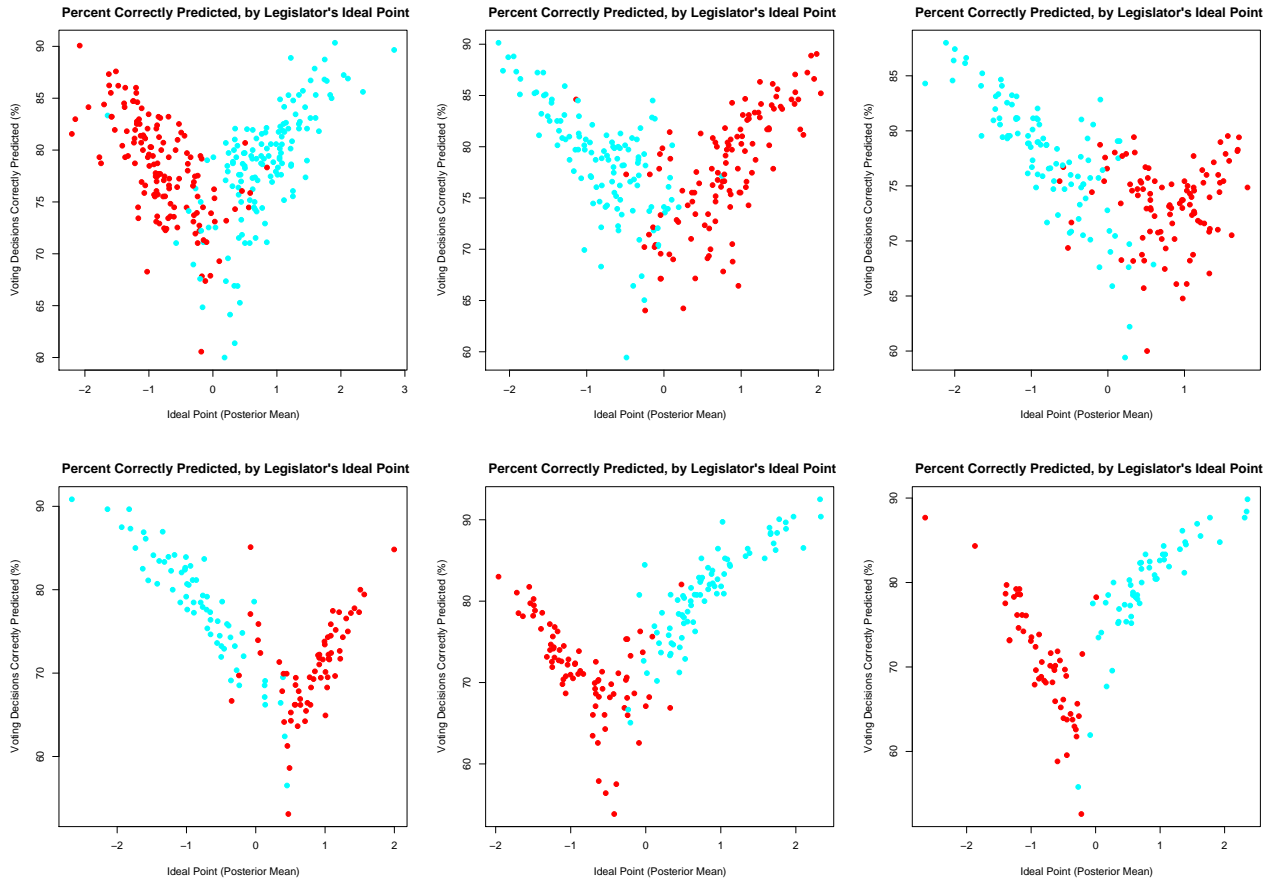 Percent Correctly Predicted, by Legislator's Ideal Point
Voting Decisions Correctly Predicted (%)
90
85
80
75
70
65
60
−2 −1 0 1 2 3
Ideal Point (Posterior Mean)
Percent Correctly Predicted, by Legislator's Ideal Point
Voting Decisions Correctly Predicted (%)
90
85
80
75
70
65
60
−2 −1 0 1 2
Ideal Point (Posterior Mean)
Percent Correctly Predicted, by Legislator's Ideal Point
Voting Decisions Correctly Predicted (%)
85
80
75
70
65
60
−2 −1 0 1
Ideal Point (Posterior Mean)
Percent Correctly Predicted, by Legislator's Ideal Point
Voting Decisions Correctly Predicted (%)
90
80
70
60
−2 −1 0 1 2
Ideal Point (Posterior Mean)
Percent Correctly Predicted, by Legislator's Ideal Point
Voting Decisions Correctly Predicted (%)
90
80
70
60
−2 −1 0 1 2
Ideal Point (Posterior Mean)
Percent Correctly Predicted, by Legislator's Ideal Point
Voting Decisions Correctly Predicted (%)
90
80
70
60
−2 −1 0 1 2
Ideal Point (Posterior Mean)